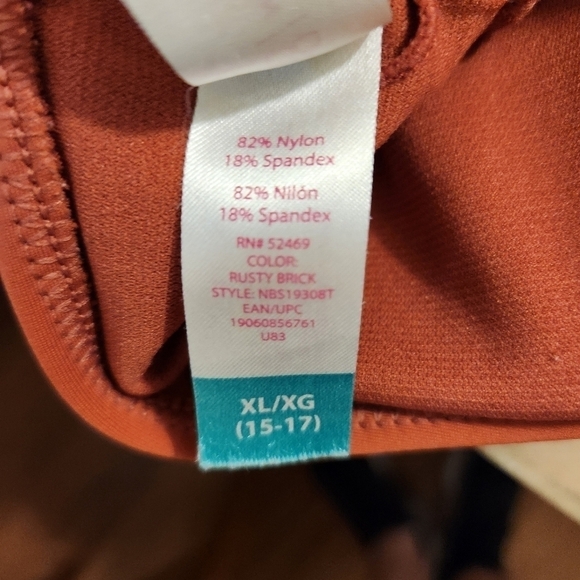 82% Nylon
18% Spandex
82% Nilón
18% Spandex
RN# 52469
COLOR:
RUSTY BRICK
STYLE: NBS19308T
EAN/UPC
19060856761
U83
XL/XG
(15-17)